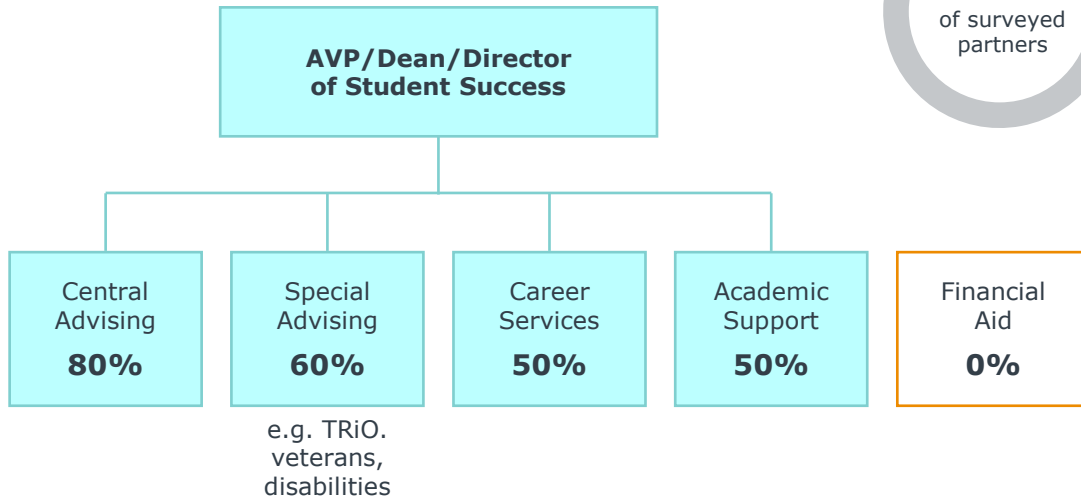 of surveyed
partners
AVP/Dean/Director
of Student Success
Central
Advising
80%
Special
Advising
60%
Career
Services
50%
Academic
Support
50%
Financial
Aid
0%
e.g. TRiO.
veterans,
disabilities